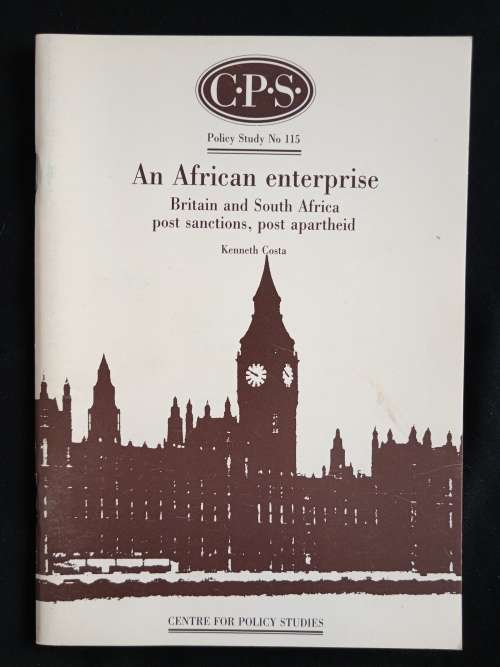 C·P·S·
Policy Study No 115
An African enterprise
Britain and South Africa
post sanctions, post apartheid
Kenneth Costa
CENTRE FOR POLICY STUDIES